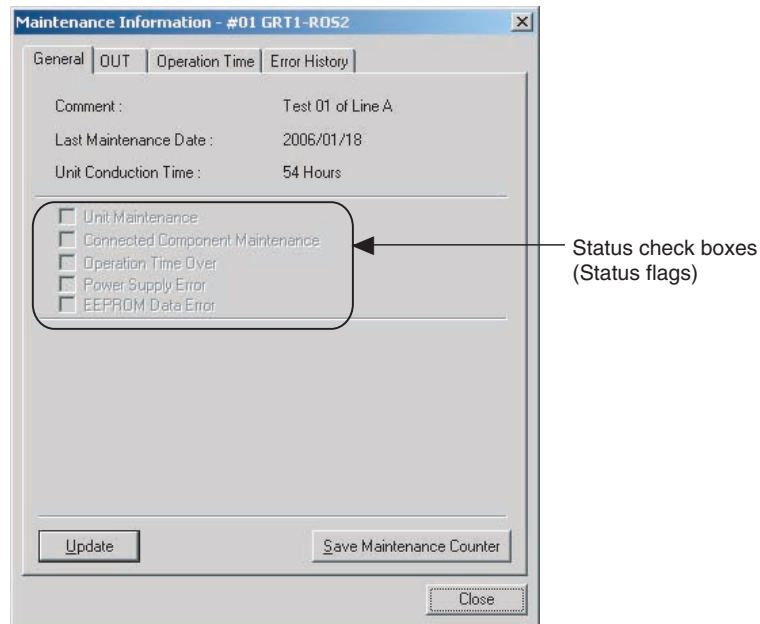 Maintenance Information - #01 GRT1-ROS2
General OUT Operation Time Error History
Comment : Test 01 of Line A
Last Maintenance Date : 2006/01/18
Unit Conduction Time : 54 Hours
Unit Maintenance
Connected Component Maintenance
Operation Time Over
Power Supply Error
EEPROM Data Error
Status check boxes
(Status flags)
Update Save Maintenance Counter
Close